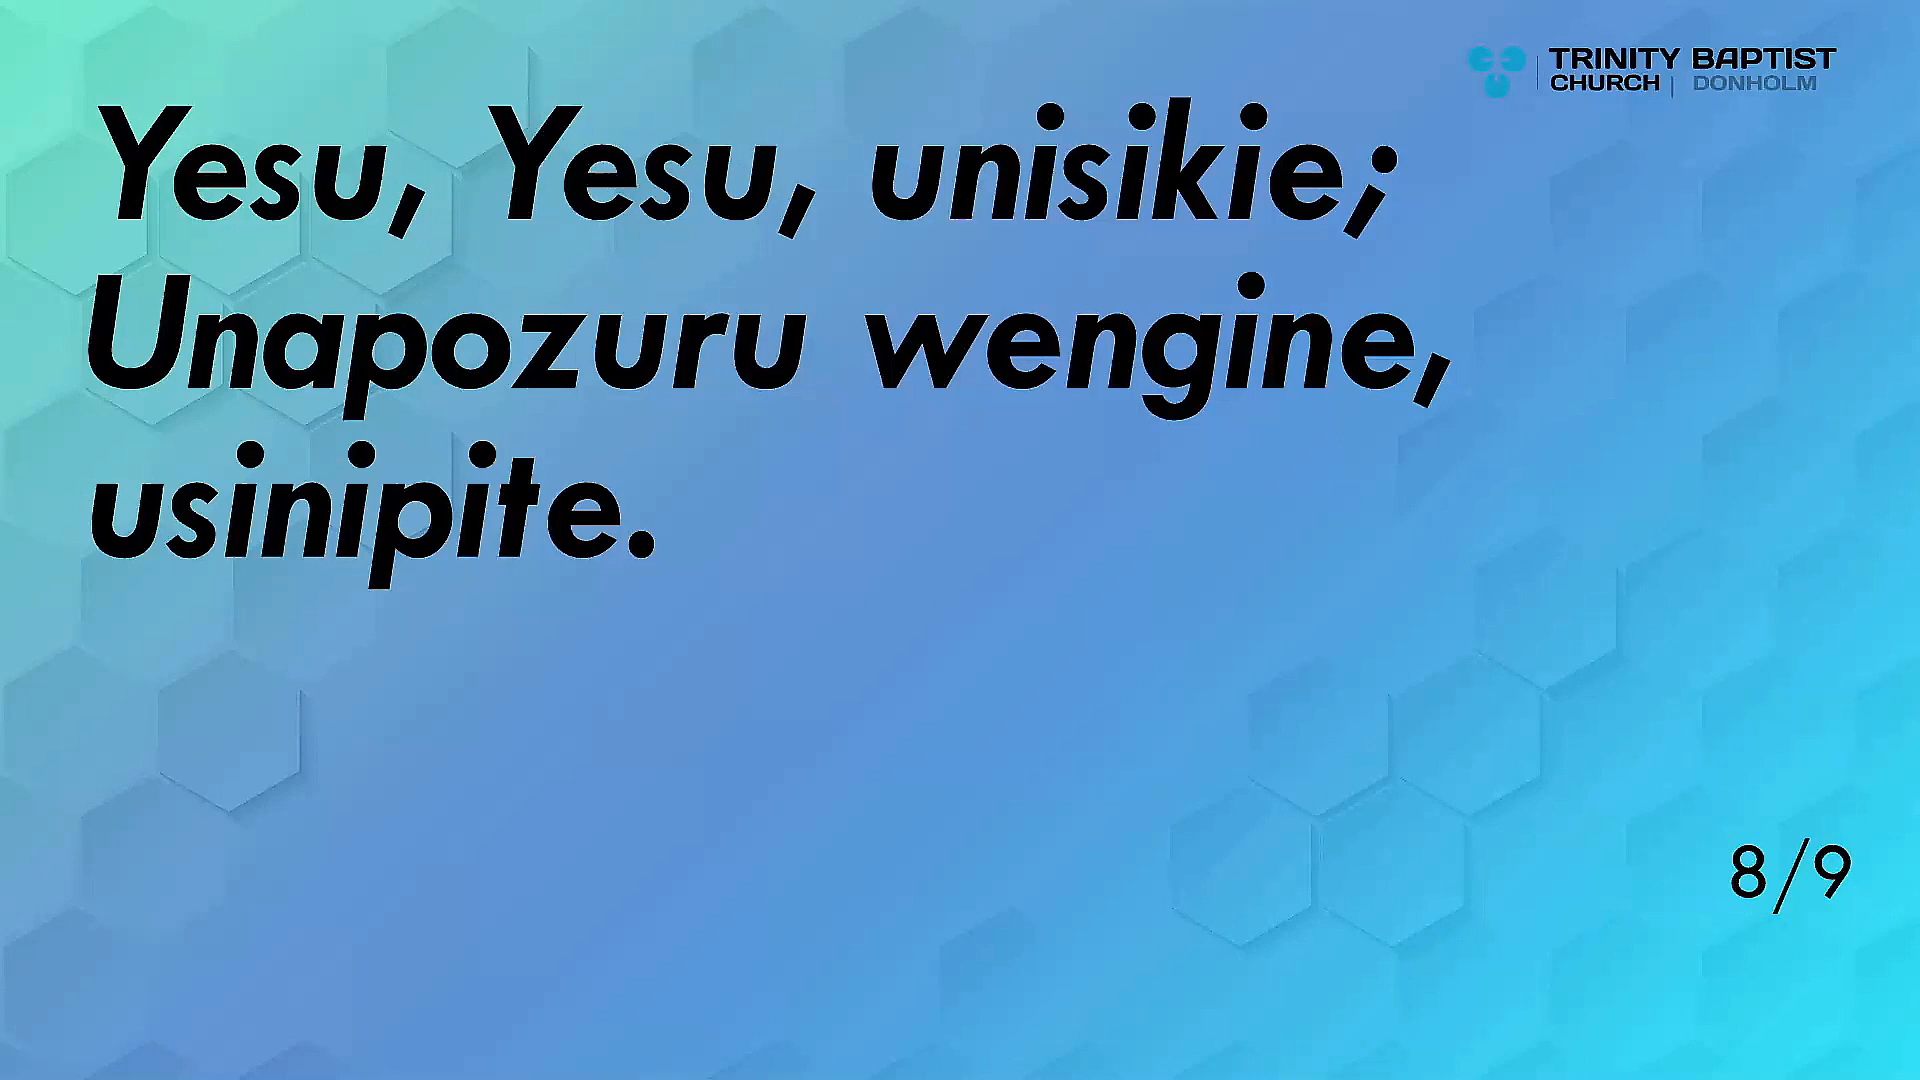 TRINITY BAPTIST
CHURCH | DONHOLM
Yesu, Yesu, unisikie;
Unapozuru wengine,
usinipite.
8/9